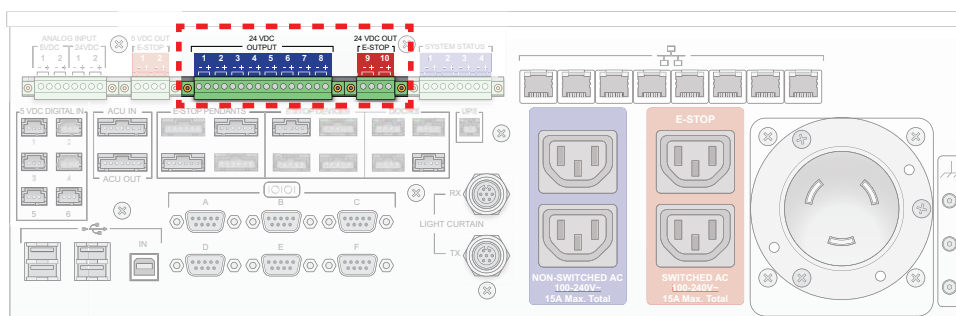 ANALOG INPUT
5VDC 24VDC
1 2 1 2
5 VDC OUT
E-STOP
1 2
24 VDC
OUTPUT
1 2 3 4 5 6 7 8
- + - + - + - + - + - + - + - +
24 VDC OUT
E-STOP
9 10
- + - +
SYSTEM STATUS
1 2 3 4
5 VDC DIGITAL IN
1 2
3 4
5 6
ACU IN
ACU OUT
E-STOP PENDANTS
UPS
IN
A B C
D E F
RX
LIGHT CURTAIN
TX
NON-SWITCHED AC
100-240V~
15A Max. Total
E-STOP
SWITCHED AC
100-240V~
15A Max. Total